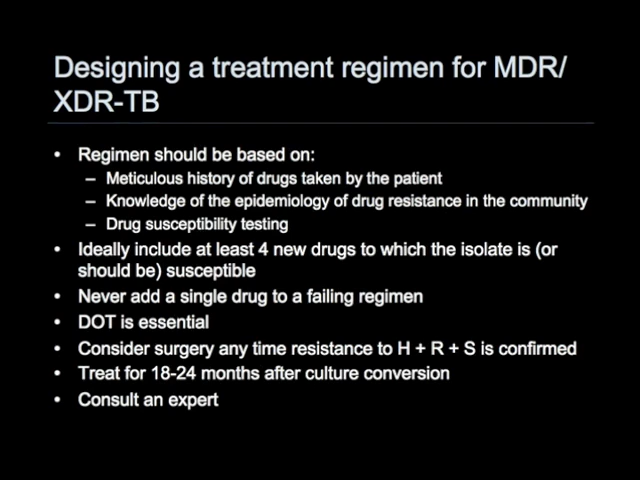 Designing a treatment regimen for MDR/
XDR-TB
• Regimen should be based on:
– Meticulous history of drugs taken by the patient
– Knowledge of the epidemiology of drug resistance in the community
– Drug susceptibility testing
• Ideally include at least 4 new drugs to which the isolate is (or
should be) susceptible
• Never add a single drug to a failing regimen
• DOT is essential
• Consider surgery any time resistance to H + R + S is confirmed
• Treat for 18-24 months after culture conversion
• Consult an expert